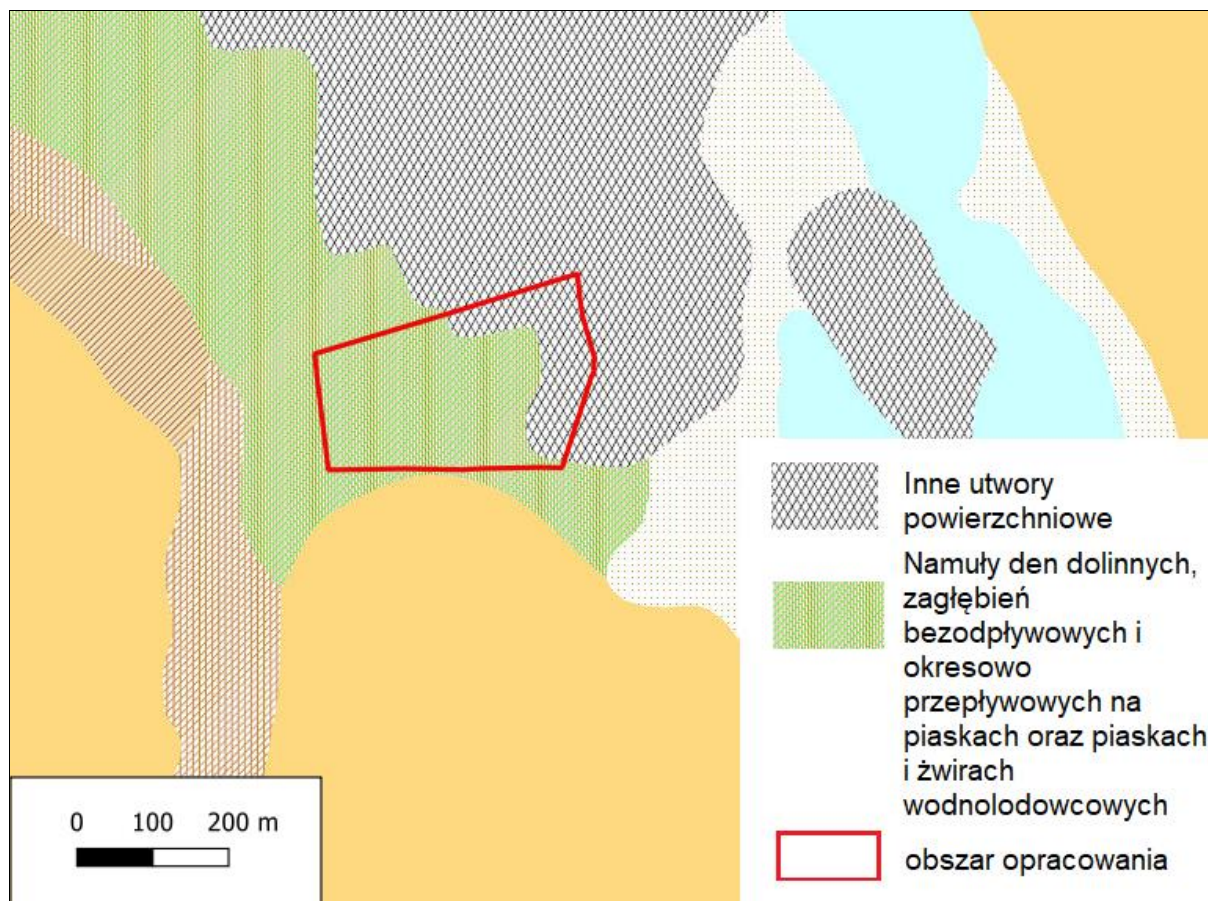 Inne utwory
powierzchniowe
Namuły den dolinnych,
zagłębień
bezodpływowych i
okresowo
przepływowych na
piaskach oraz piaskach
i żwirach
wodnolodowcowych
obszar opracowania
0 100 200 m